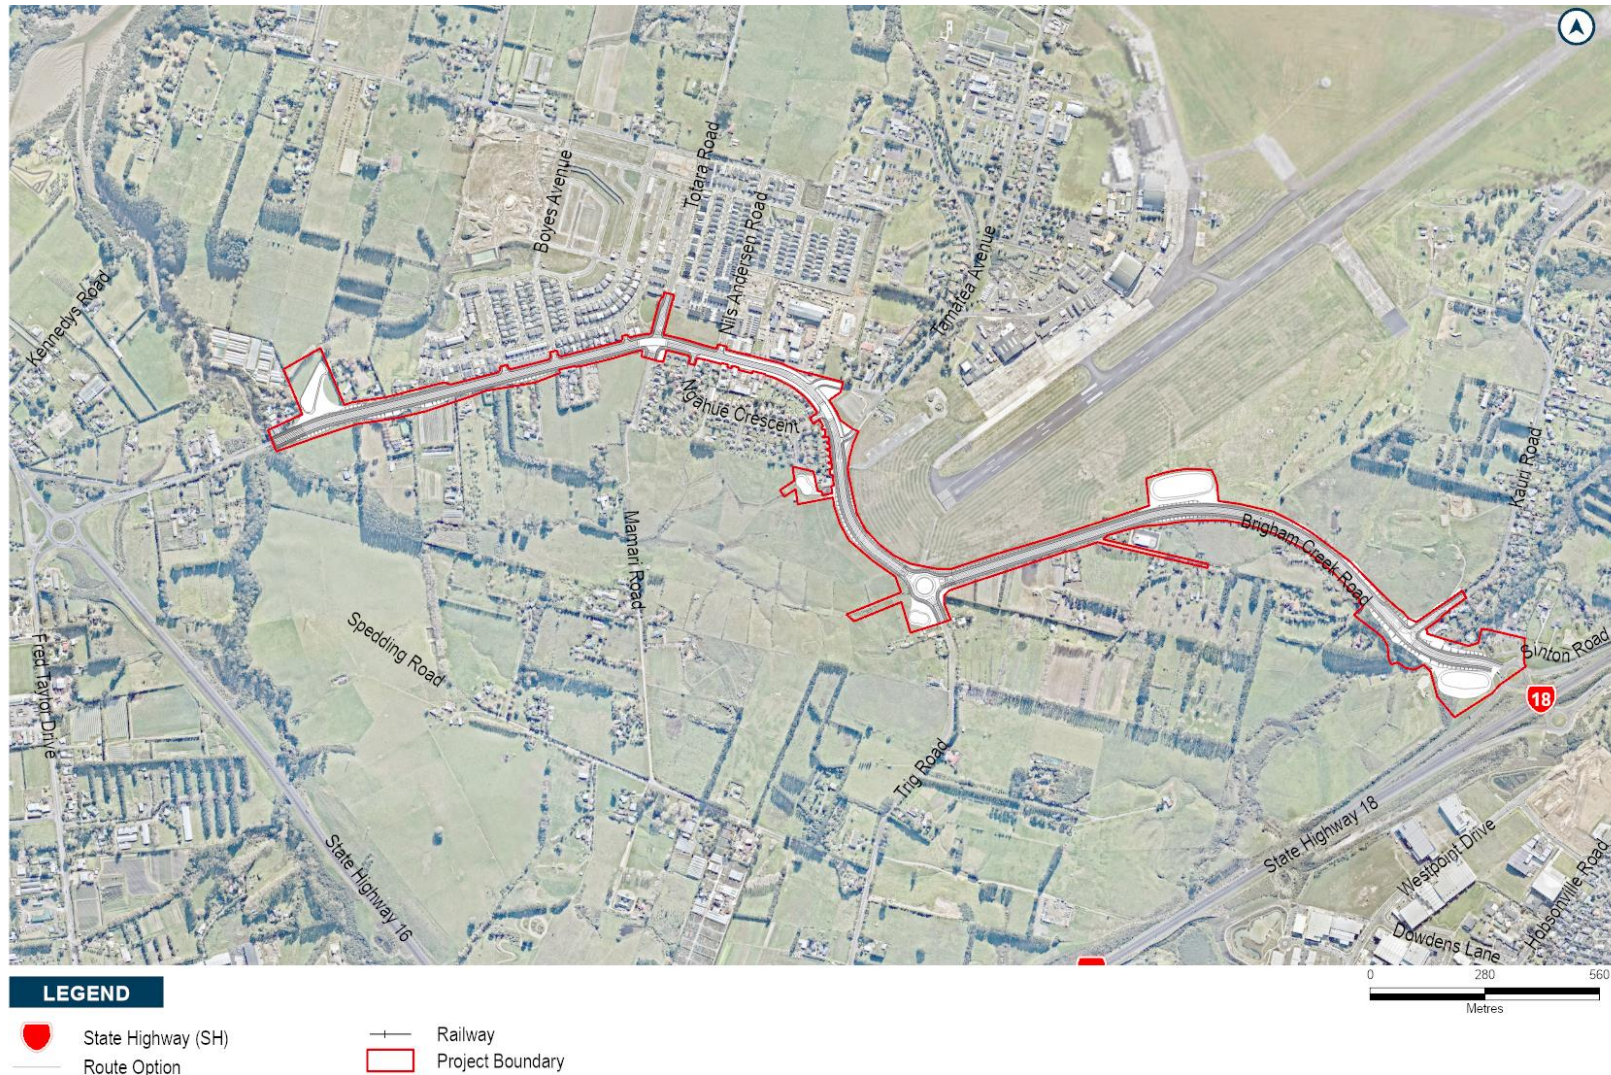 Totara Road
Boyes Avenue
Nils Andersen Road
Tamatea Avenue
Kennedys Road
Ngahue Crescent
Kauri Road
Mamari Road
Brigham Creek Road
Spedding Road
Sinton Road
Fred Taylor Drive
18
Trig Road
State Highway 18
Westpoint Drive
State Highway 16
Dowdens Lane
Hobsonville Road
LEGEND
State Highway (SH)
Route Option
Railway
Project Boundary
0 280 560
Metres